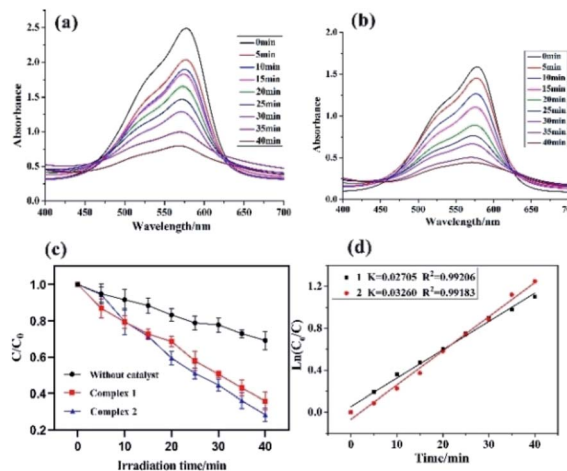 (a)
2.5
2.0
1.5
1.0
0.5
0.0
Absorbance
400 450 500 550 600 650 700
Wavelength/nm
0min
5min
10min
15min
20min
25min
30min
35min
40min
(b)
2.0
1.5
1.0
0.5
0.0
Absorbance
400 450 500 550 600 650 700
Wavelength/nm
0min
5min
10min
15min
20min
25min
30min
35min
40min
(c)
1.0
0.8
0.6
0.4
0.2
C/C0
Without catalyst
Complex 1
Complex 2
0 10 20 30 40
Irradiation time/min
(d)
1 K=0.02705 R²=0.99206
2 K=0.03260 R²=0.99183
1.2
0.8
0.4
0.0
Ln(C0/C)
0 10 20 30 40
Time/min